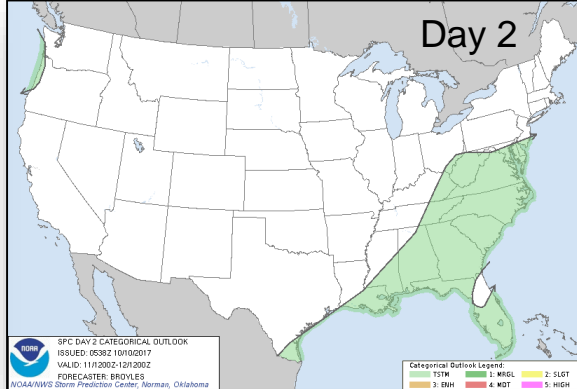 Day 2
NOAA
SPC DAY 2 CATEGORICAL OUTLOOK
ISSUED: 0538Z 10/10/2017
VALID: 11/1200Z-12/1200Z
FORECASTER: BROYLES
NOAA/NWS Storm Prediction Center, Norman, Oklahoma
Categorical Outlook Legend:
TSTM 1: MRGL 2: SLGT
3: ENH 4: MDT 5: HIGH